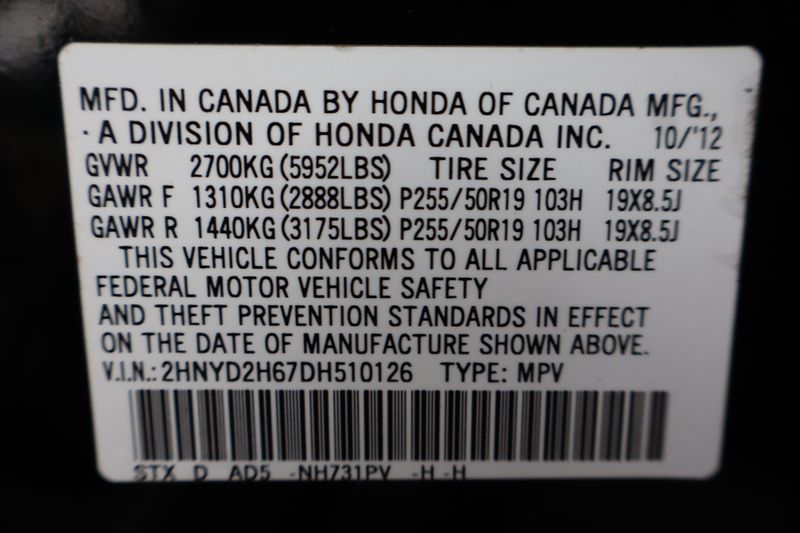 MFD. IN CANADA BY HONDA OF CANADA MFG.,
A DIVISION OF HONDA CANADA INC. 10/'12
GVWR 2700KG (5952LBS) TIRE SIZE RIM SIZE
GAWR F 1310KG (2888LBS) P255/50R19 103H 19X8.5J
GAWR R 1440KG (3175LBS) P255/50R19 103H 19X8.5J
THIS VEHICLE CONFORMS TO ALL APPLICABLE
FEDERAL MOTOR VEHICLE SAFETY
AND THEFT PREVENTION STANDARDS IN EFFECT
ON THE DATE OF MANUFACTURE SHOWN ABOVE.
V.I.N.: 2HNYD2H67DH510126 TYPE: MPV
STX D AD5 -NH731PV -H -H